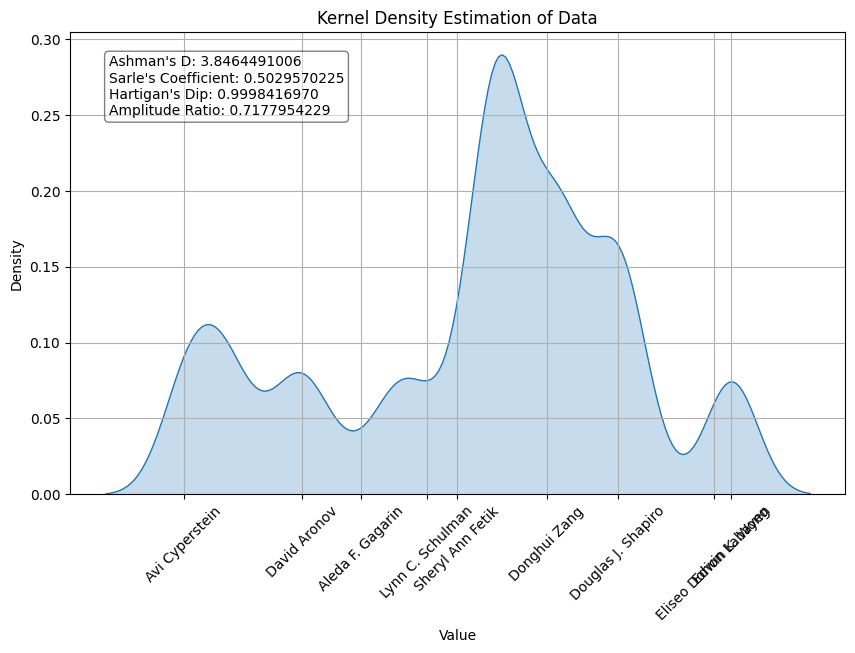 Kernel Density Estimation of Data
Ashman's D: 3.8464491006
Sarle's Coefficient: 0.5029570225
Hartigan's Dip: 0.9998416970
Amplitude Ratio: 0.7177954229
Density
0.30
0.25
0.20
0.15
0.10
0.05
0.00
Avi Cyperstein
David Aronov
Aleda F. Gagarin
Lynn C. Schulman
Sheryl Ann Fetik
Donghui Zang
Douglas J. Shapiro
Eliseo
Edwin K.
Value